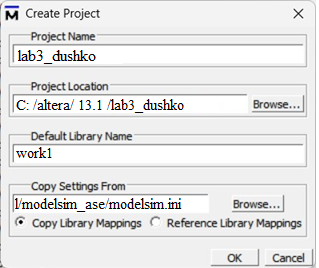 Create Project
Project Name
lab3_dushko
Project Location
C: /altera/ 13.1 /lab3_dushko Browse...
Default Library Name
work1
Copy Settings From
l/modelsim_ase/modelsim.ini Browse...
Copy Library Mappings Reference Library Mappings
OK Cancel